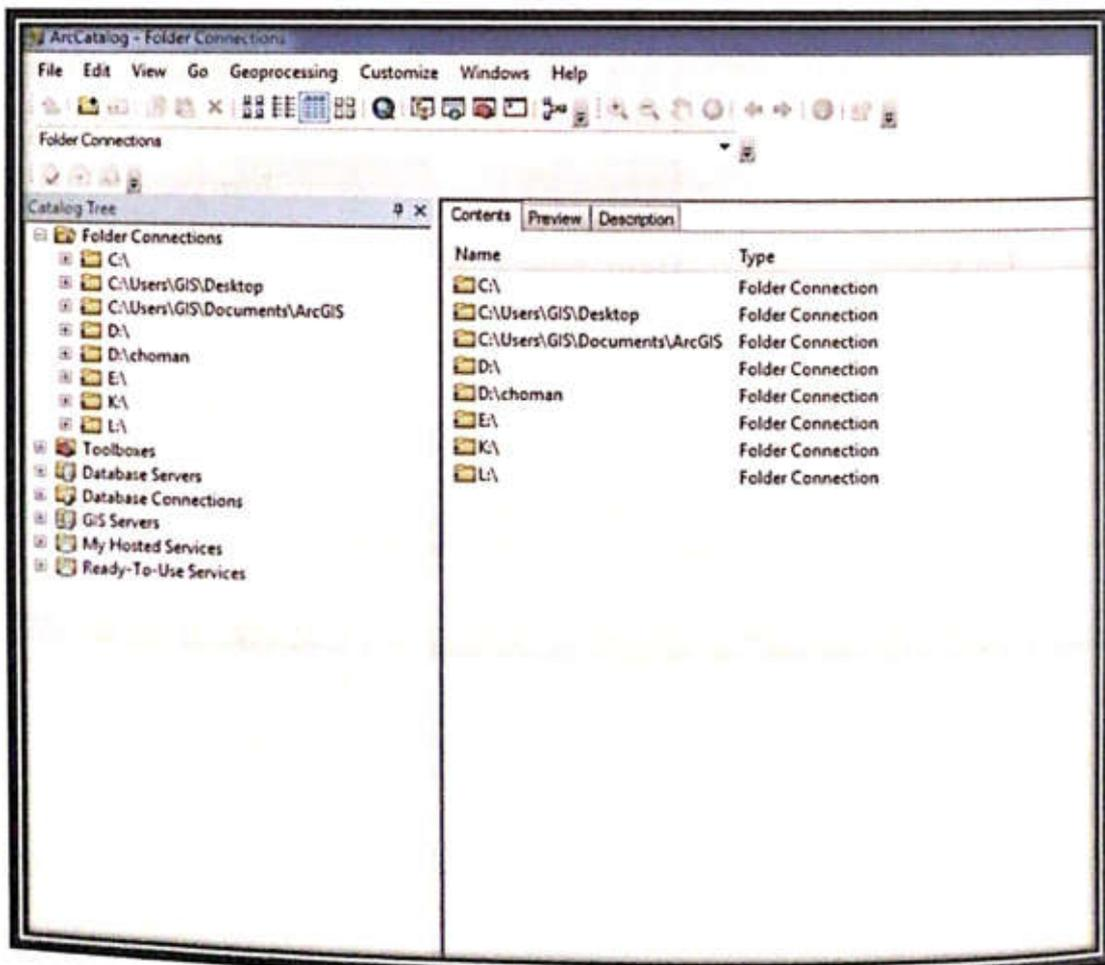 ArcCatalog - Folder Connections
File Edit View Go Geoprocessing Customize Windows Help
Folder Connections
Catalog Tree
Folder Connections
C:\
C:\Users\GIS\Desktop
C:\Users\GIS\Documents\ArcGIS
D:\
D:\choman
E:\
K:\
L:\
Toolboxes
Database Servers
Database Connections
GIS Servers
My Hosted Services
Ready-To-Use Services
Contents Preview Description
Name Type
C:\ Folder Connection
C:\Users\GIS\Desktop Folder Connection
C:\Users\GIS\Documents\ArcGIS Folder Connection
D:\ Folder Connection
D:\choman Folder Connection
E:\ Folder Connection
K:\ Folder Connection
L:\ Folder Connection